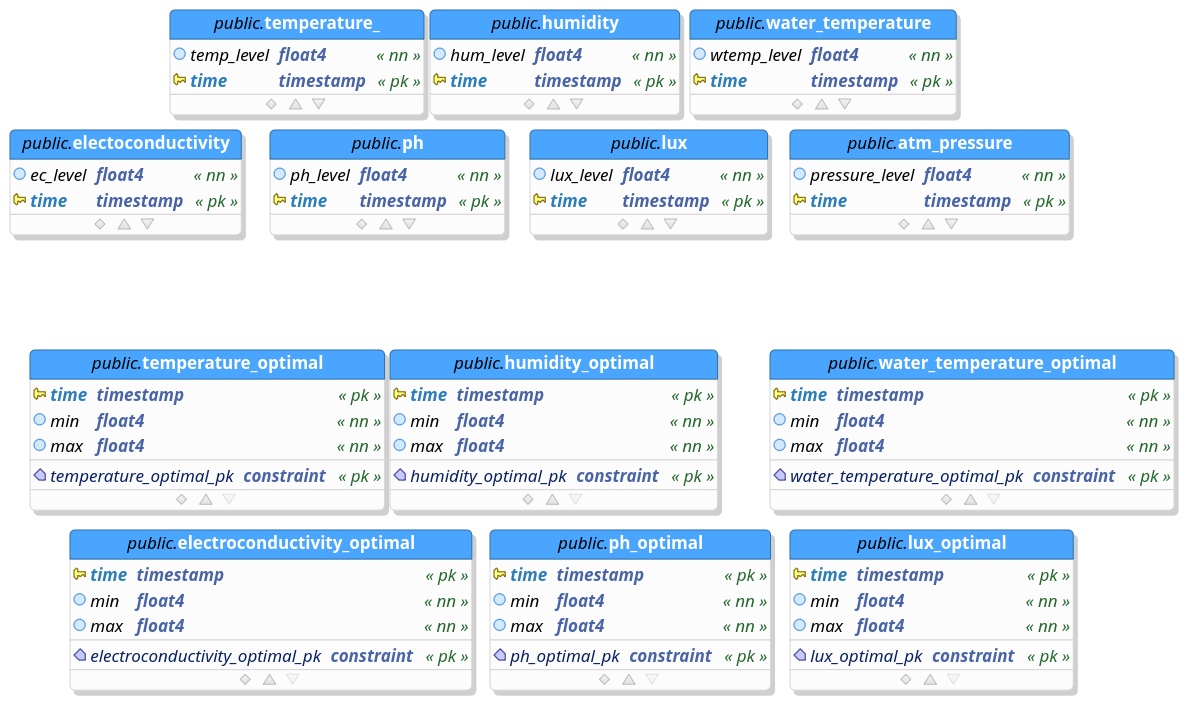 public.temperature_
temp_level float4 « nn »
time timestamp « pk »
public.humidity
hum_level float4 « nn »
time timestamp « pk »
public.water_temperature
wtemp_level float4 « nn »
time timestamp « pk »
public.electoconductivity
ec_level float4 « nn »
time timestamp « pk »
public.ph
ph_level float4 « nn »
time timestamp « pk »
public.lux
lux_level float4 « nn »
time timestamp « pk »
public.atm_pressure
pressure_level float4 « nn »
time timestamp « pk »
public.temperature_optimal
time timestamp « pk »
min float4 « nn »
max float4 « nn »
temperature_optimal_pk constraint « pk »
public.humidity_optimal
time timestamp « pk »
min float4 « nn »
max float4 « nn »
humidity_optimal_pk constraint « pk »
public.water_temperature_optimal
time timestamp « pk »
min float4 « nn »
max float4 « nn »
water_temperature_optimal_pk constraint « pk »
public.electroconductivity_optimal
time timestamp « pk »
min float4 « nn »
max float4 « nn »
electroconductivity_optimal_pk constraint « pk »
public.ph_optimal
time timestamp « pk »
min float4 « nn »
max float4 « nn »
ph_optimal_pk constraint « pk »
public.lux_optimal
time timestamp « pk »
min float4 « nn »
max float4 « nn »
lux_optimal_pk constraint « pk »